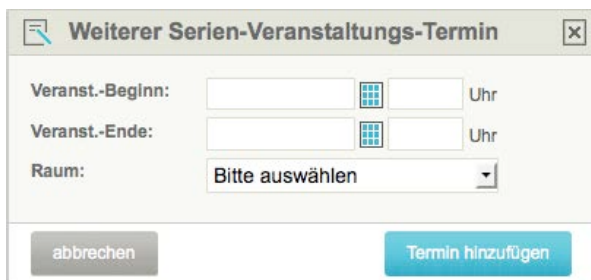 Weiterer Serien-Veranstaltungs-Termin
Veranst.-Beginn: Uhr
Veranst.-Ende: Uhr
Raum: Bitte auswählen
abbrechen Termin hinzufügen